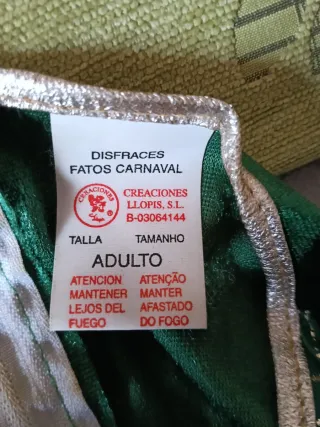 DISFRACES
FATOS CARNAVAL
CREACIONES
CREACIONES
LLOPIS, S.L.
B-03064144
TALLA TAMANHO
ADULTO
ATENCION ATENÇÃO
MANTENER MANTER
LEJOS DEL AFASTADO
FUEGO DO FOGO